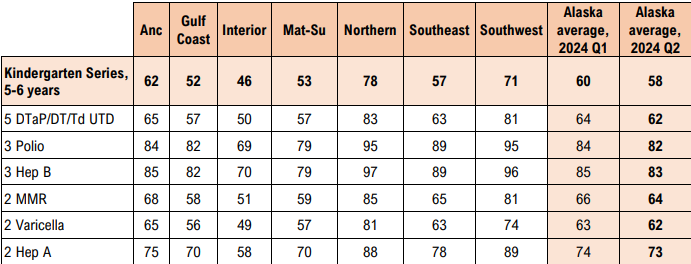 Anc Gulf Coast Interior Mat-Su Northern Southeast Southwest Alaska average, 2024 Q1 Alaska average, 2024 Q2
Kindergarten Series, 5-6 years 62 52 46 53 78 57 71 60 58
5 DTaP/DT/Td UTD 65 57 50 57 83 63 81 64 62
3 Polio 84 82 69 79 95 89 95 84 82
3 Hep B 85 82 70 79 97 89 96 85 83
2 MMR 68 58 51 59 85 65 81 66 64
2 Varicella 65 56 49 57 81 63 74 63 62
2 Hep A 75 70 58 70 88 78 89 74 73